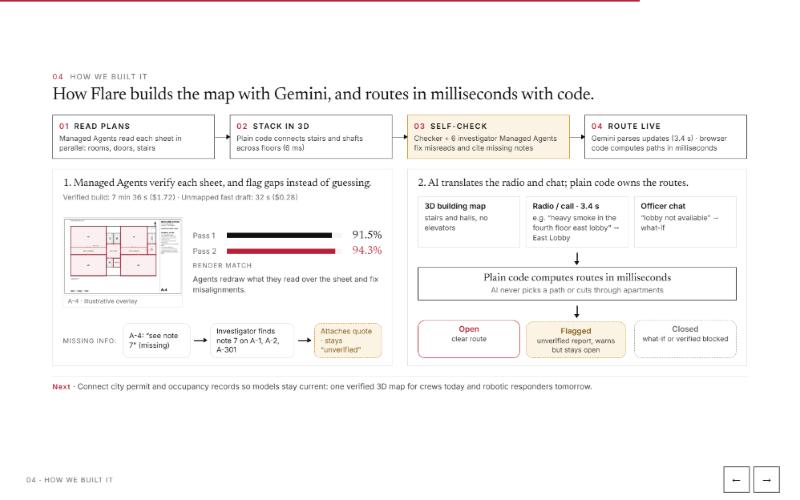 04 HOW WE BUILT IT
How Flare builds the map with Gemini, and routes in milliseconds with code.
01 READ PLANS
Managed Agents read each sheet in
parallel: rooms, doors, stairs
02 STACK IN 3D
Plain code connects stairs and shafts
across floors (6 ms)
03 SELF-CHECK
Checker + 6 investigator Managed Agents
fix misreads and cite missing notes
04 ROUTE LIVE
Gemini parses updates (3.4 s) · browser
code computes paths in milliseconds
1. Managed Agents verify each sheet, and flag gaps instead of guessing.
Verified build: 7 min 36 s ($1.72) · Unmapped fast draft: 32 s ($0.28)
A-4
A-4 · Illustrative overlay
Pass 1 91.5%
Pass 2 94.3%
RENDER MATCH
Agents redraw what they read over the sheet and fix
misalignments.
MISSING INFO:
A-4: "see note
7" (missing)
→
Investigator finds
note 7 on A-1, A-2,
A-301
→
Attaches quote
· stays
"unverified"
2. AI translates the radio and chat; plain code owns the routes.
3D building map
stairs and halls, no
elevators
Radio / call · 3.4 s
e.g. "heavy smoke in the
fourth floor east lobby" →
East Lobby
Officer chat
"lobby not available" →
what-if
Plain code computes routes in milliseconds
AI never picks a path or cuts through apartments
Open
clear route
Flagged
unverified report, warns
but stays open
Closed
what-if or verified blocked
Next · Connect city permit and occupancy records so models stay current: one verified 3D map for crews today and robotic responders tomorrow.
04 - HOW WE BUILT IT
← →